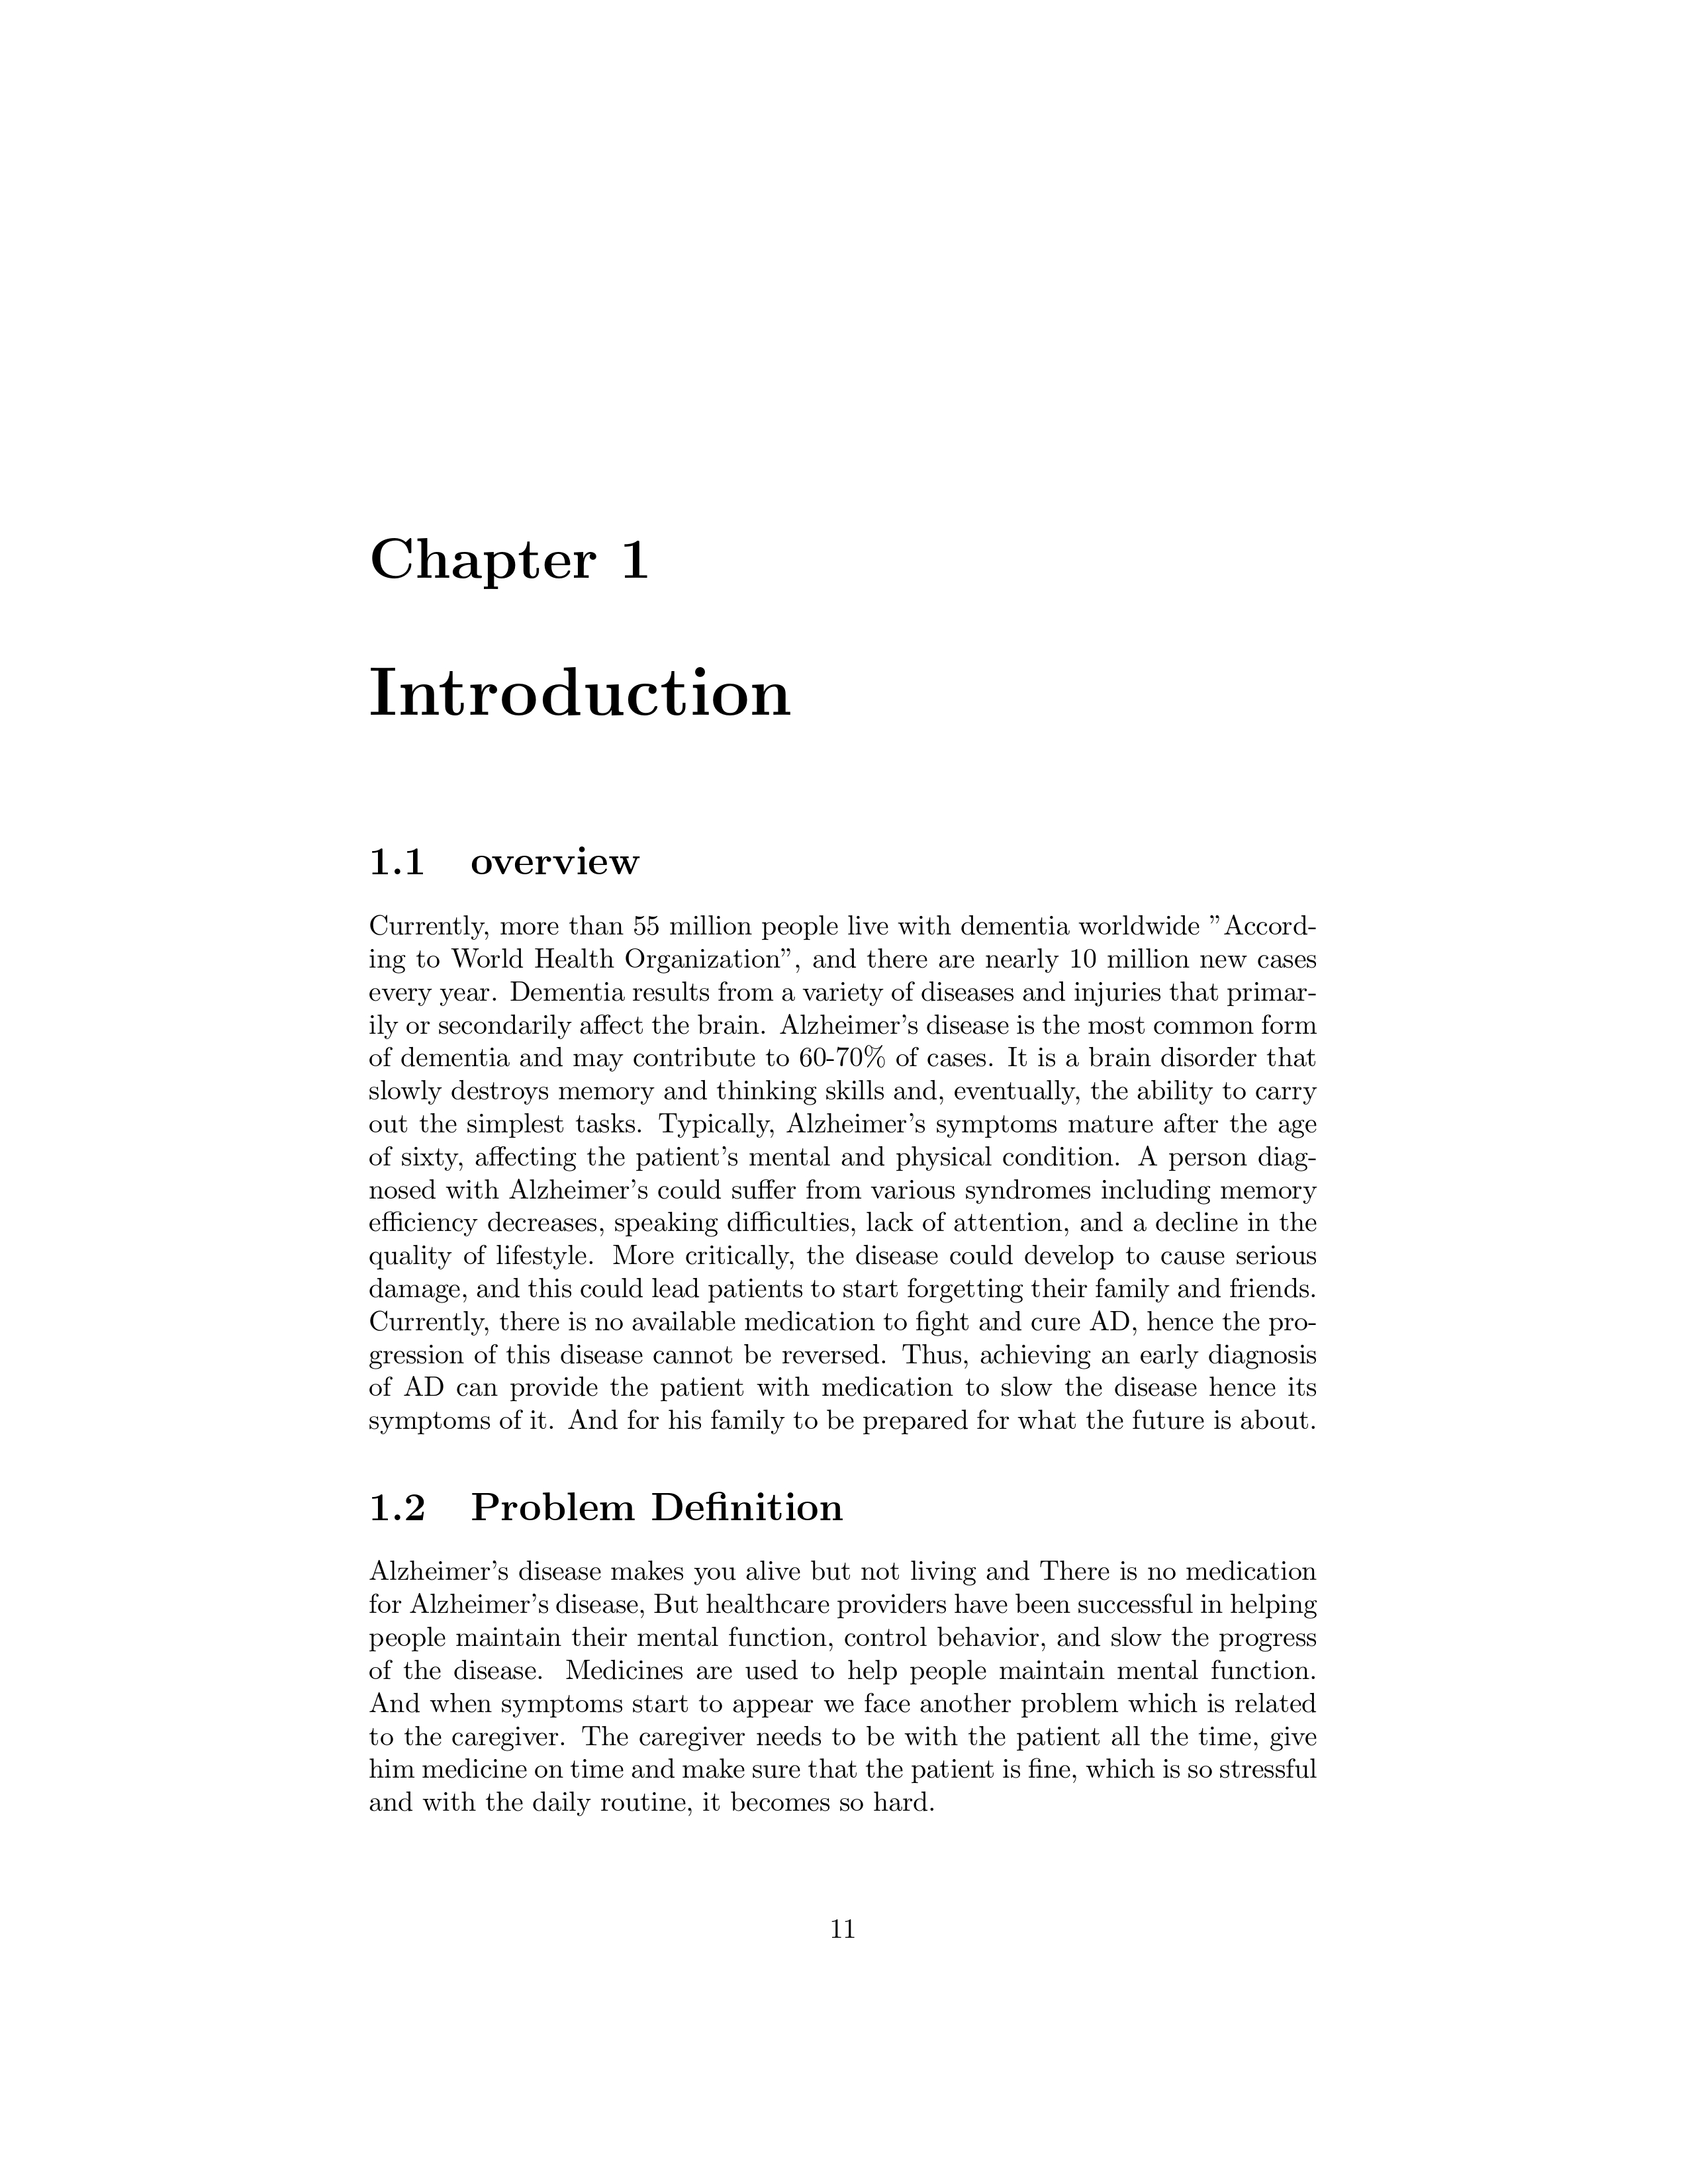 Chapter 1
Introduction
1.1 overview
Currently, more than 55 million people live with dementia worldwide ”Accord-
ing to World Health Organization”, and there are nearly 10 million new cases
every year. Dementia results from a variety of diseases and injuries that primar-
ily or secondarily affect the brain. Alzheimer’s disease is the most common form
of dementia and may contribute to 60-70% of cases. It is a brain disorder that
slowly destroys memory and thinking skills and, eventually, the ability to carry
out the simplest tasks. Typically, Alzheimer’s symptoms mature after the age
of sixty, affecting the patient’s mental and physical condition. A person diag-
nosed with Alzheimer’s could suffer from various syndromes including memory
efficiency decreases, speaking difficulties, lack of attention, and a decline in the
quality of lifestyle. More critically, the disease could develop to cause serious
damage, and this could lead patients to start forgetting their family and friends.
Currently, there is no available medication to fight and cure AD, hence the pro-
gression of this disease cannot be reversed. Thus, achieving an early diagnosis
of AD can provide the patient with medication to slow the disease hence its
symptoms of it. And for his family to be prepared for what the future is about.
1.2 Problem Definition
Alzheimer’s disease makes you alive but not living and There is no medication
for Alzheimer’s disease, But healthcare providers have been successful in helping
people maintain their mental function, control behavior, and slow the progress
of the disease. Medicines are used to help people maintain mental function.
And when symptoms start to appear we face another problem which is related
to the caregiver. The caregiver needs to be with the patient all the time, give
him medicine on time and make sure that the patient is fine, which is so stressful
and with the daily routine, it becomes so hard.
11